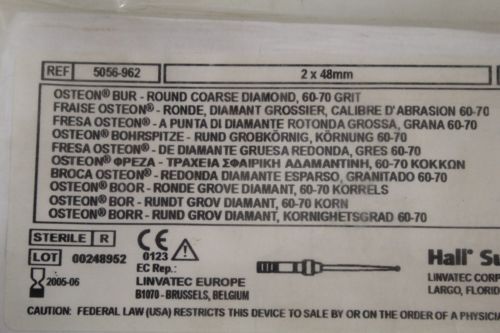 REF 5056-962 2 x 48mm
OSTEON® BUR - ROUND COARSE DIAMOND, 60-70 GRIT
FRAISE OSTEON® - RONDE, DIAMANT GROSSIER, CALIBRE D'ABRASION 60-70
FRESA OSTEON® - A PUNTA DI DIAMANTE ROTONDA GROSSA, GRANA 60-70
OSTEON® BOHRSPITZE - RUND GROBKÖRNIG, KÖRNUNG 60-70
FRESA OSTEON® - DE DIAMANTE GRUESA REDONDA, GRES 60-70
OSTEON® ΦΡΕΖΑ - ΤΡΑΧΕΙΑ ΣΦΑΙΡΙΚΗ ΑΔΑΜΑΝΤΙΝΗ, 60-70 ΚΟΚΚΩΝ
BROCA OSTEON® - REDONDA DIAMANTE ESPARSO, GRANITADO 60-70
OSTEON® BOOR - RONDE GROVE DIAMANT, 60-70 KORRELS
OSTEON® BOR - RUNDT GROV DIAMANT, 60-70 KORN
OSTEON® BORR - RUND GROV DIAMANT, KORNIGHETSGRAD 60-70
STERILE R
LOT 00248952
2005-06
CE
0123
EC Rep.:
LINVATEC EUROPE
B1070 - BRUSSELS, BELGIUM
Hall®
LINVATEC
LARGO,
CAUTION: FEDERAL LAW (USA) RESTRICTS THIS DEVICE TO SALE BY OR ON THE ORDER OF A